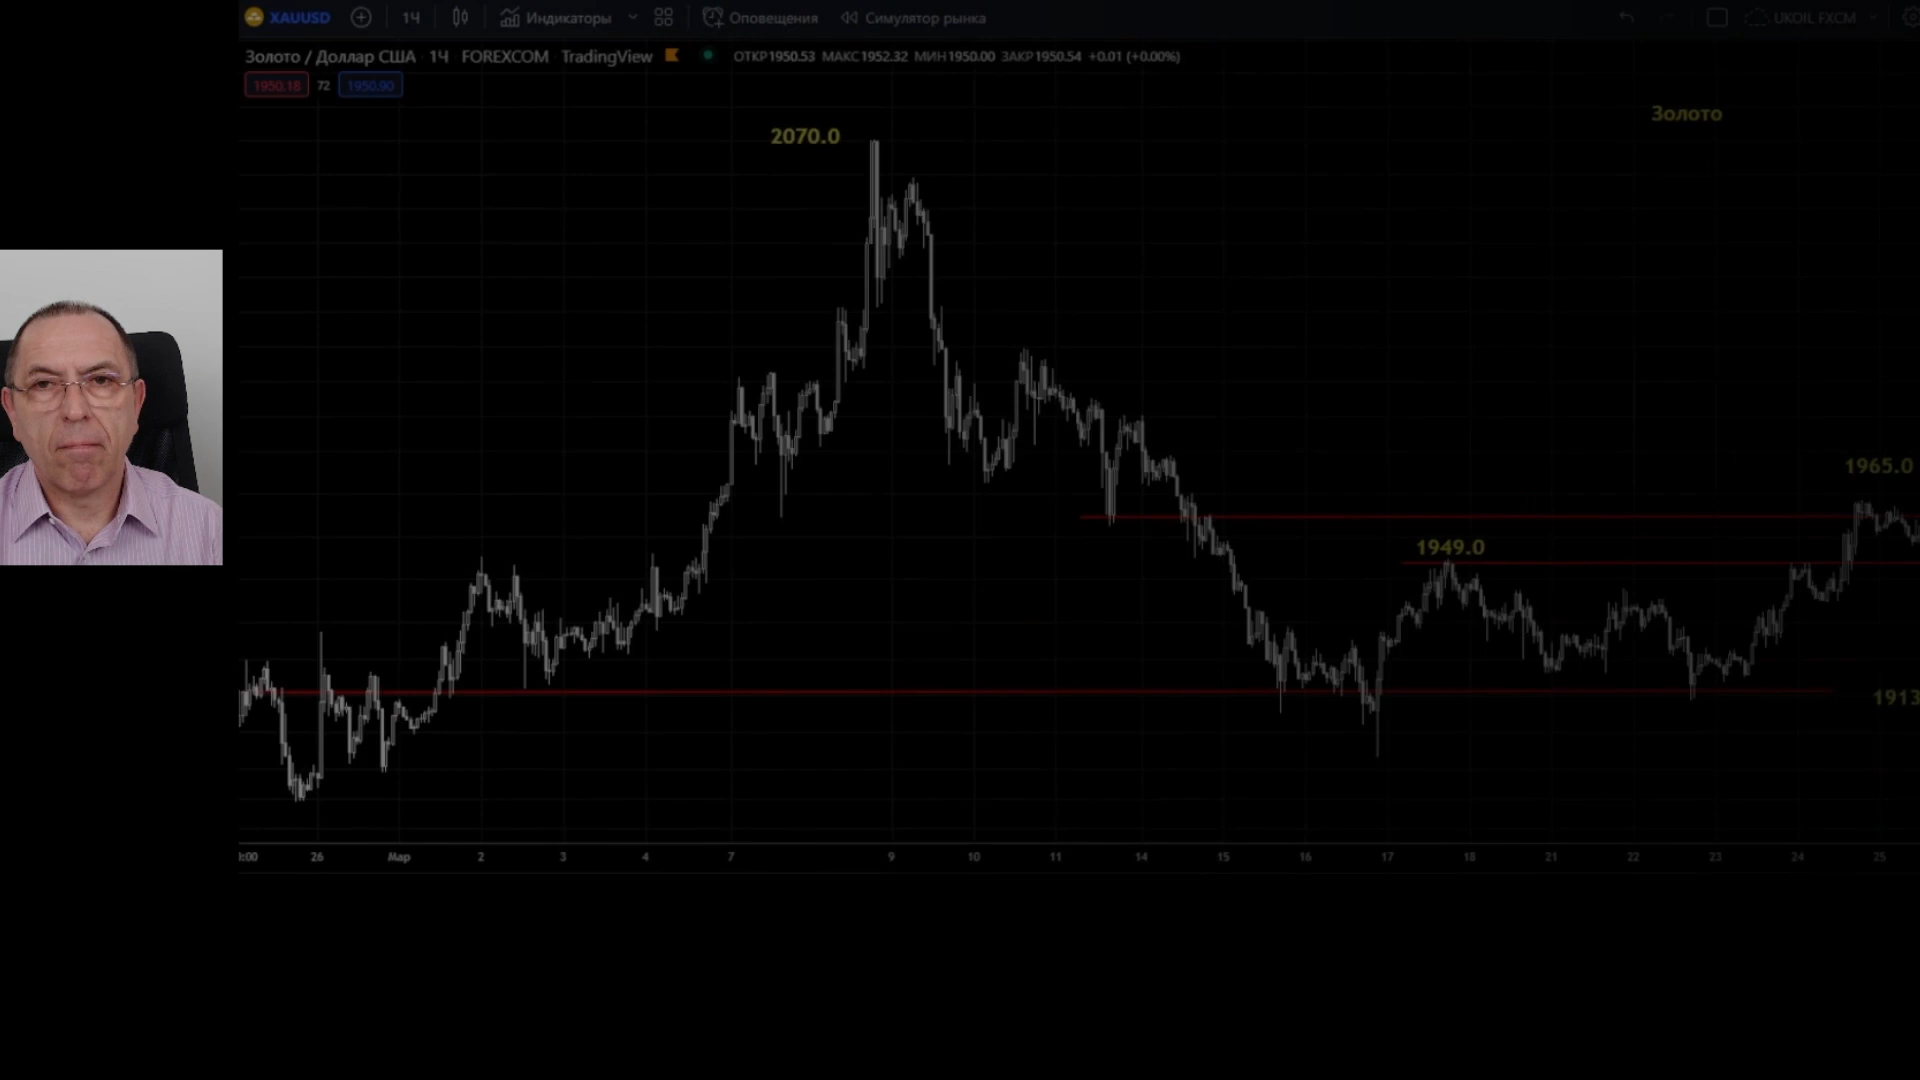 XAUUSD 1Ч Индикаторы Оповещения Симулятор рынка UKOIL FXCM
Золото / Доллар США 1Ч FOREXCOM TradingView ОТКР1950.53 МАКС1952.32 МИН1950.00 ЗАКР1950.54 +0.01 (+0.00%)
1950.18 72 1950.90
Золото
2070.0
1965.0
1949.0
1913
:00 26 Мар 2 3 4 7 9 10 11 14 15 16 17 18 21 22 23 24 25